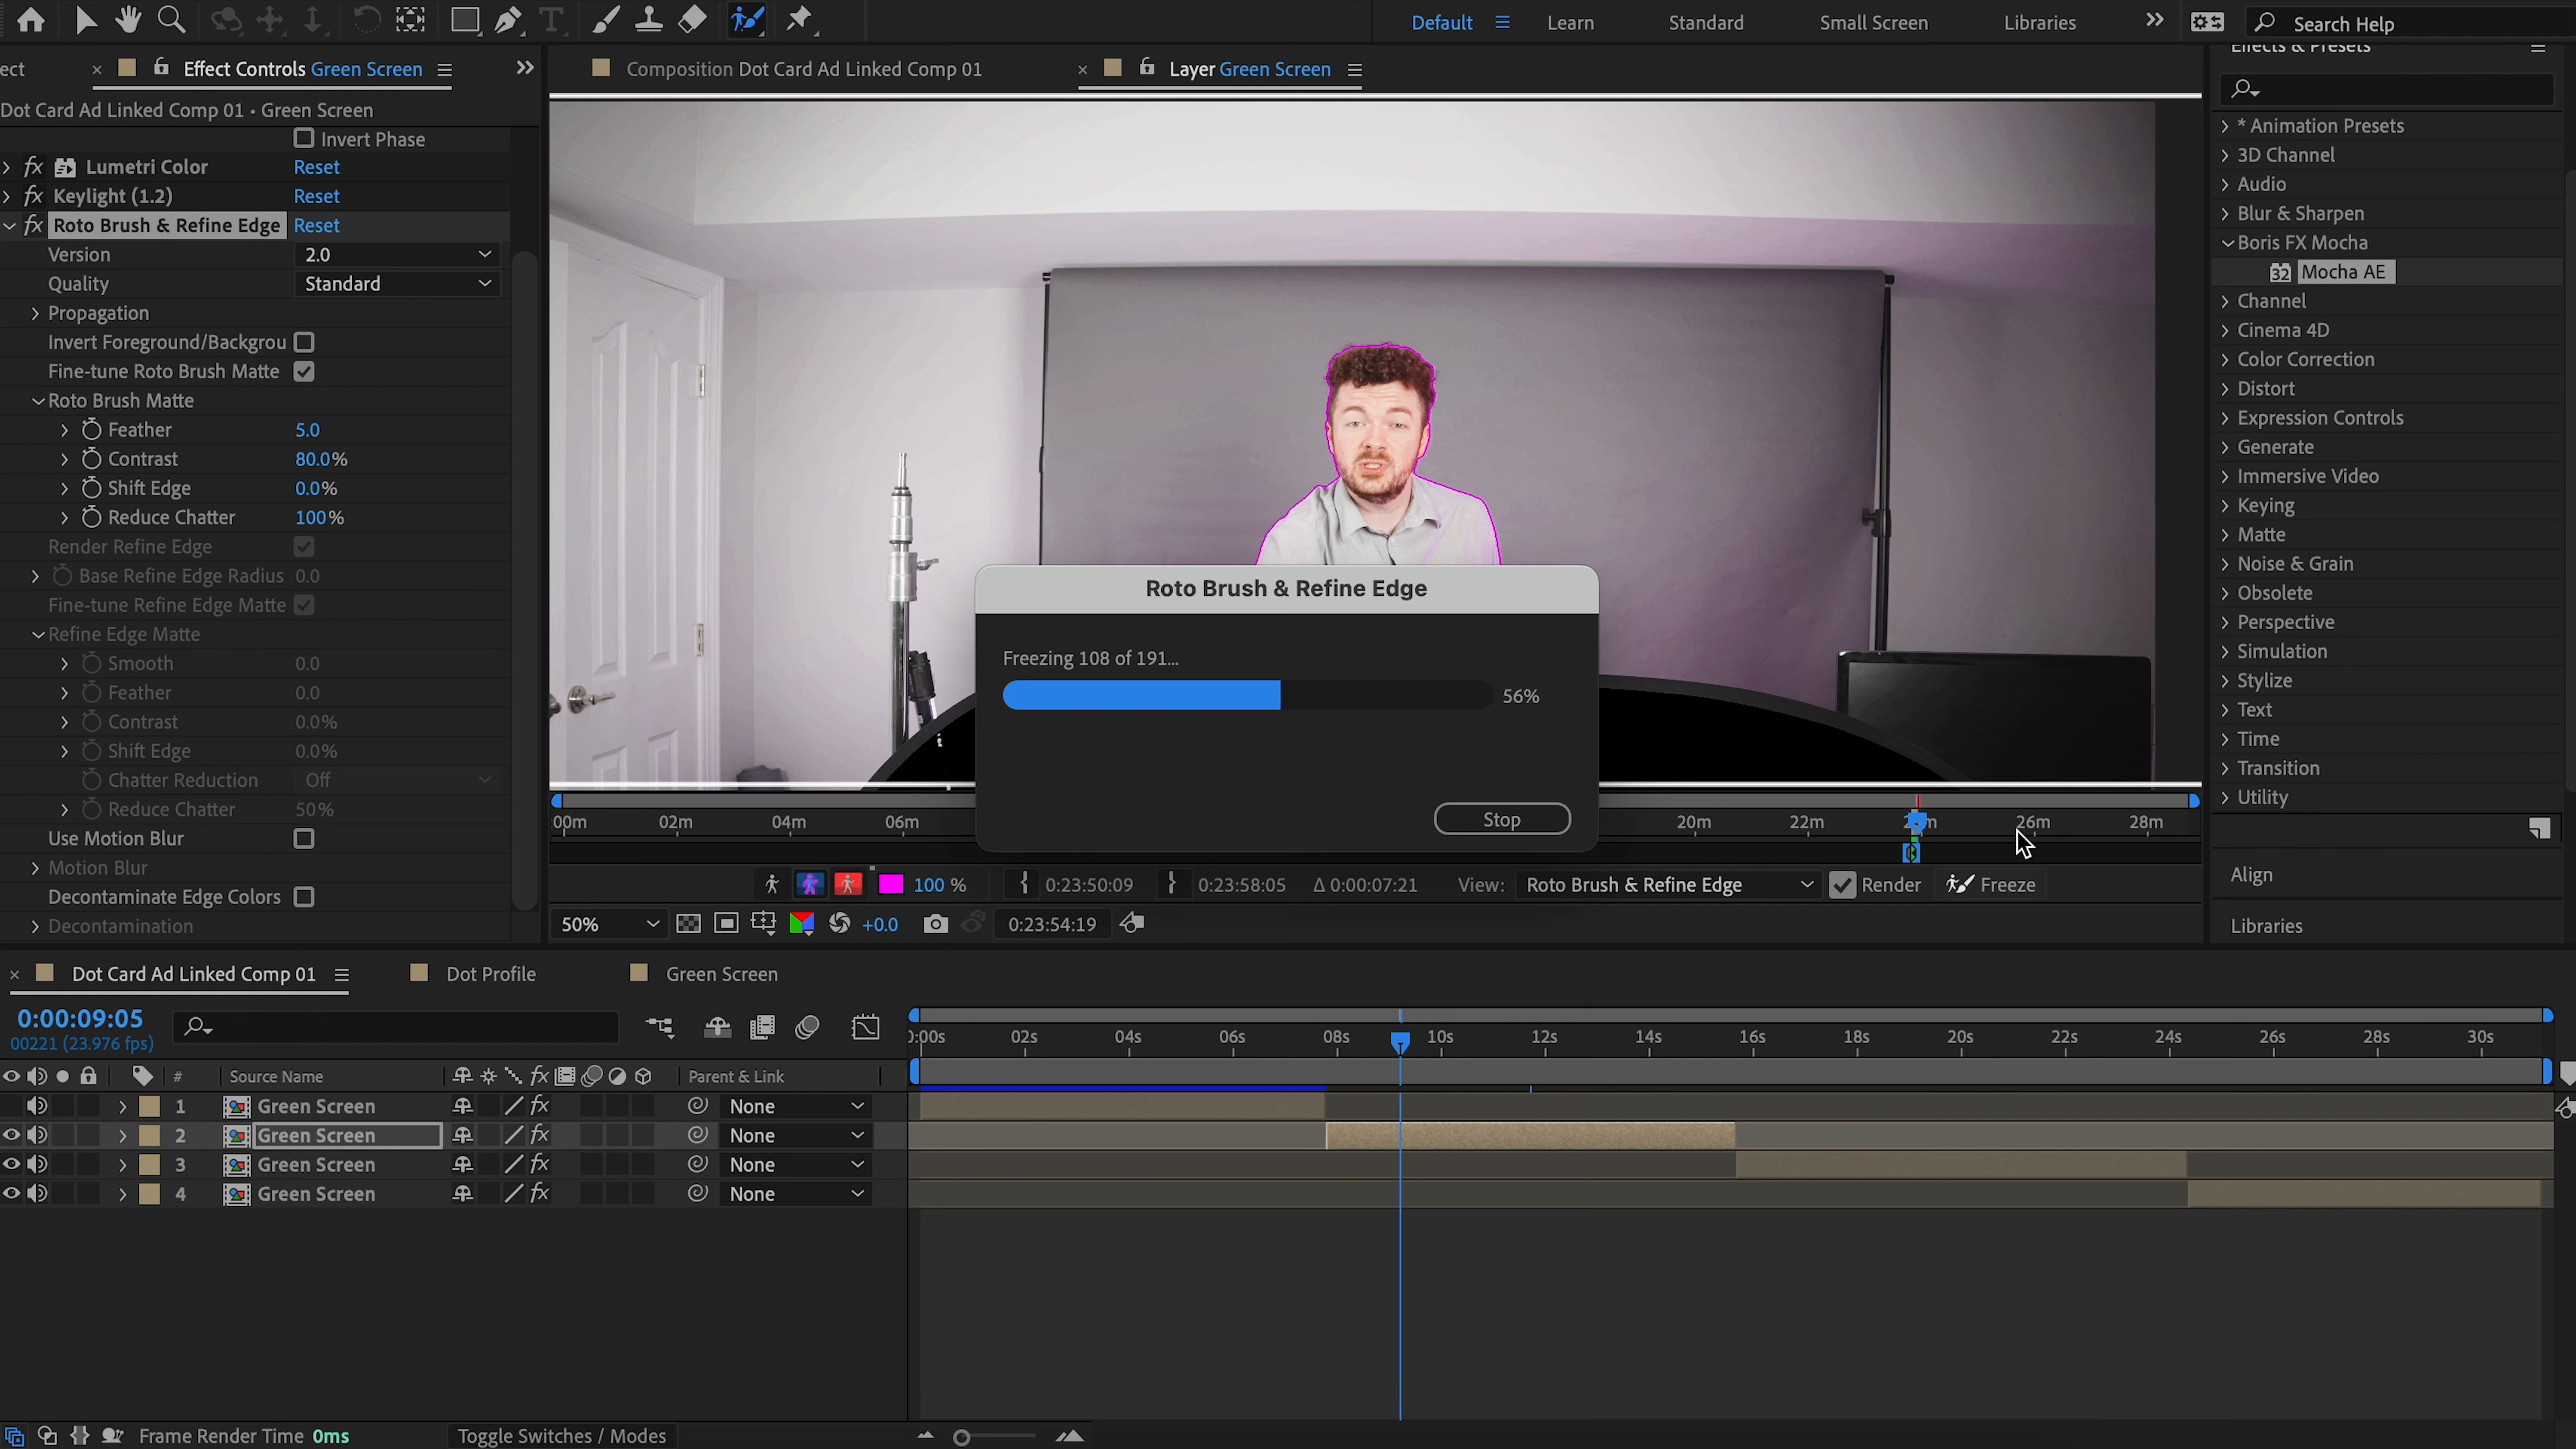 Default
Learn
Standard
Small Screen
Libraries
Search Help
ect
Effect Controls Green Screen
Composition Dot Card Ad Linked Comp 01
Layer Green Screen
Effects & Presets
Dot Card Ad Linked Comp 01 • Green Screen
Invert Phase
fx Lumetri Color Reset
fx Keylight (1.2) Reset
fx Roto Brush & Refine Edge Reset
Version 2.0
Quality Standard
Propagation
Invert Foreground/Backgrou
Fine-tune Roto Brush Matte
Roto Brush Matte
Feather 5.0
Contrast 80.0%
Shift Edge 0.0%
Reduce Chatter 100%
Render Refine Edge
Base Refine Edge Radius 0.0
Fine-tune Refine Edge Matte
Refine Edge Matte
Smooth 0.0
Feather 0.0
Contrast 0.0%
Shift Edge 0.0%
Chatter Reduction Off
Reduce Chatter 50%
Use Motion Blur
Motion Blur
Decontaminate Edge Colors
Decontamination
Roto Brush & Refine Edge
Freezing 108 of 191...
56%
Stop
:00m 02m 04m 06m 20m 22m 26m 28m
100 % 0:23:50:09 0:23:58:05 Δ 0:00:07:21 View: Roto Brush & Refine Edge Render Freeze
50% +0.0 0:23:54:19
* Animation Presets
3D Channel
Audio
Blur & Sharpen
Boris FX Mocha
32 Mocha AE
Channel
Cinema 4D
Color Correction
Distort
Expression Controls
Generate
Immersive Video
Keying
Matte
Noise & Grain
Obsolete
Perspective
Simulation
Stylize
Text
Time
Transition
Utility
Align
Libraries
Dot Card Ad Linked Comp 01
Dot Profile
Green Screen
0:00:09:05
00221 (23.976 fps)
):00s 02s 04s 06s 08s 10s 12s 14s 16s 18s 20s 22s 24s 26s 28s 30s
# Source Name fx Parent & Link
1 Green Screen fx None
2 Green Screen fx None
3 Green Screen fx None
4 Green Screen fx None
Frame Render Time 0ms
Toggle Switches / Modes